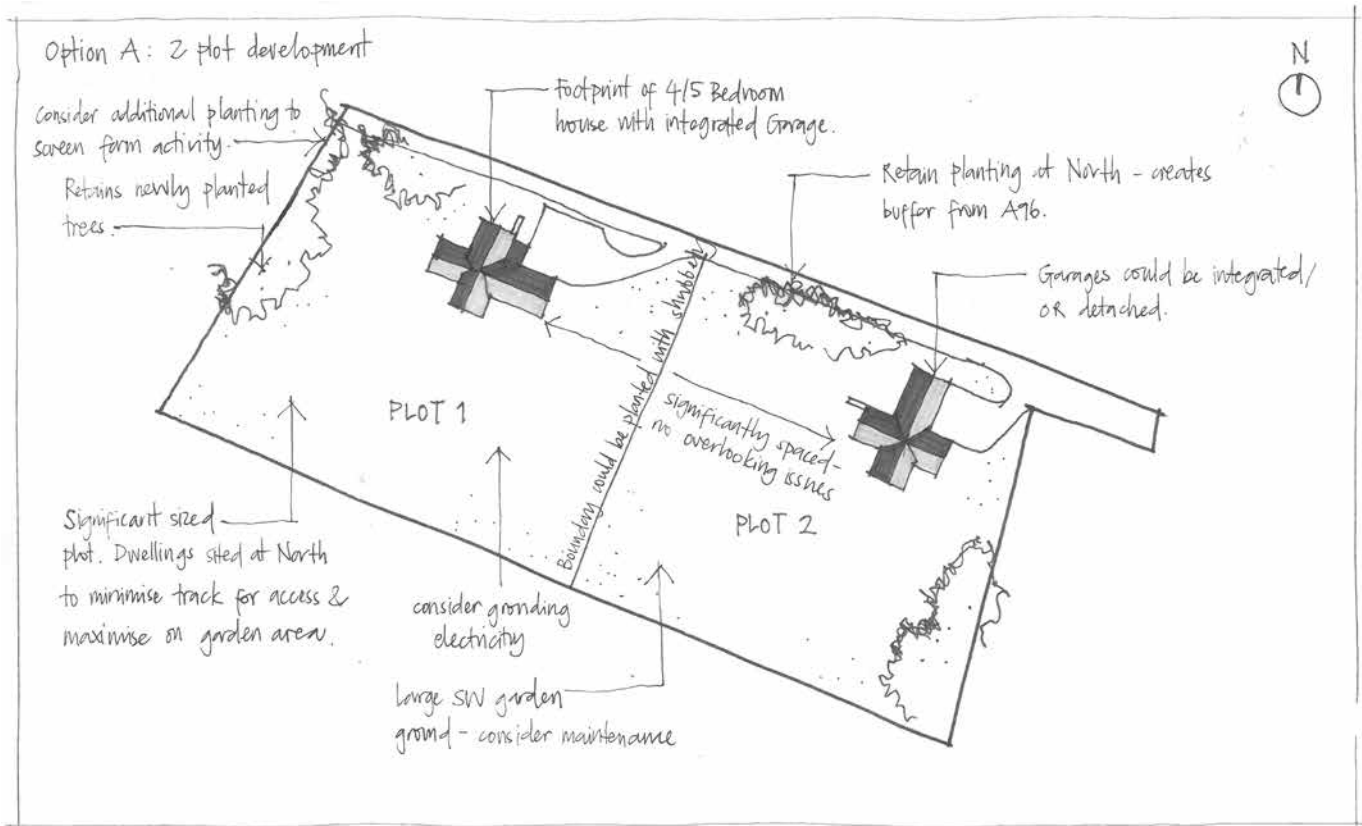 Option A: 2 plot development
N
Consider additional planting to
screen farm activity.
Retains newly planted
trees.
Footprint of 4/5 Bedroom
house with integrated Garage.
Retain planting at North - creates
buffer from A96.
Garages could be integrated/
OR detached.
PLOT 1
Boundary could be planted with shrubbery
significantly spaced -
no overlooking issues
PLOT 2
Significant sized
plot. Dwellings sited at North
to minimise track for access &
maximise on garden area.
consider grounding
electricity
Large SW garden
ground - consider maintenance